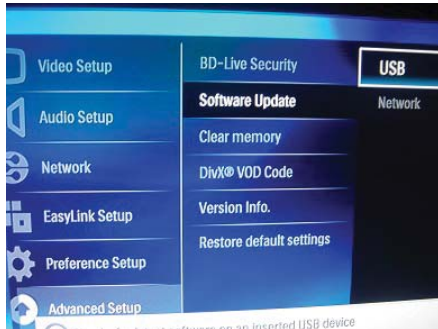 Video Setup
Audio Setup
Network
EasyLink Setup
Preference Setup
Advanced Setup
BD-Live Security
Software Update
Clear memory
DivX® VOD Code
Version Info.
Restore default settings
USB
Network
software on an inserted USB device